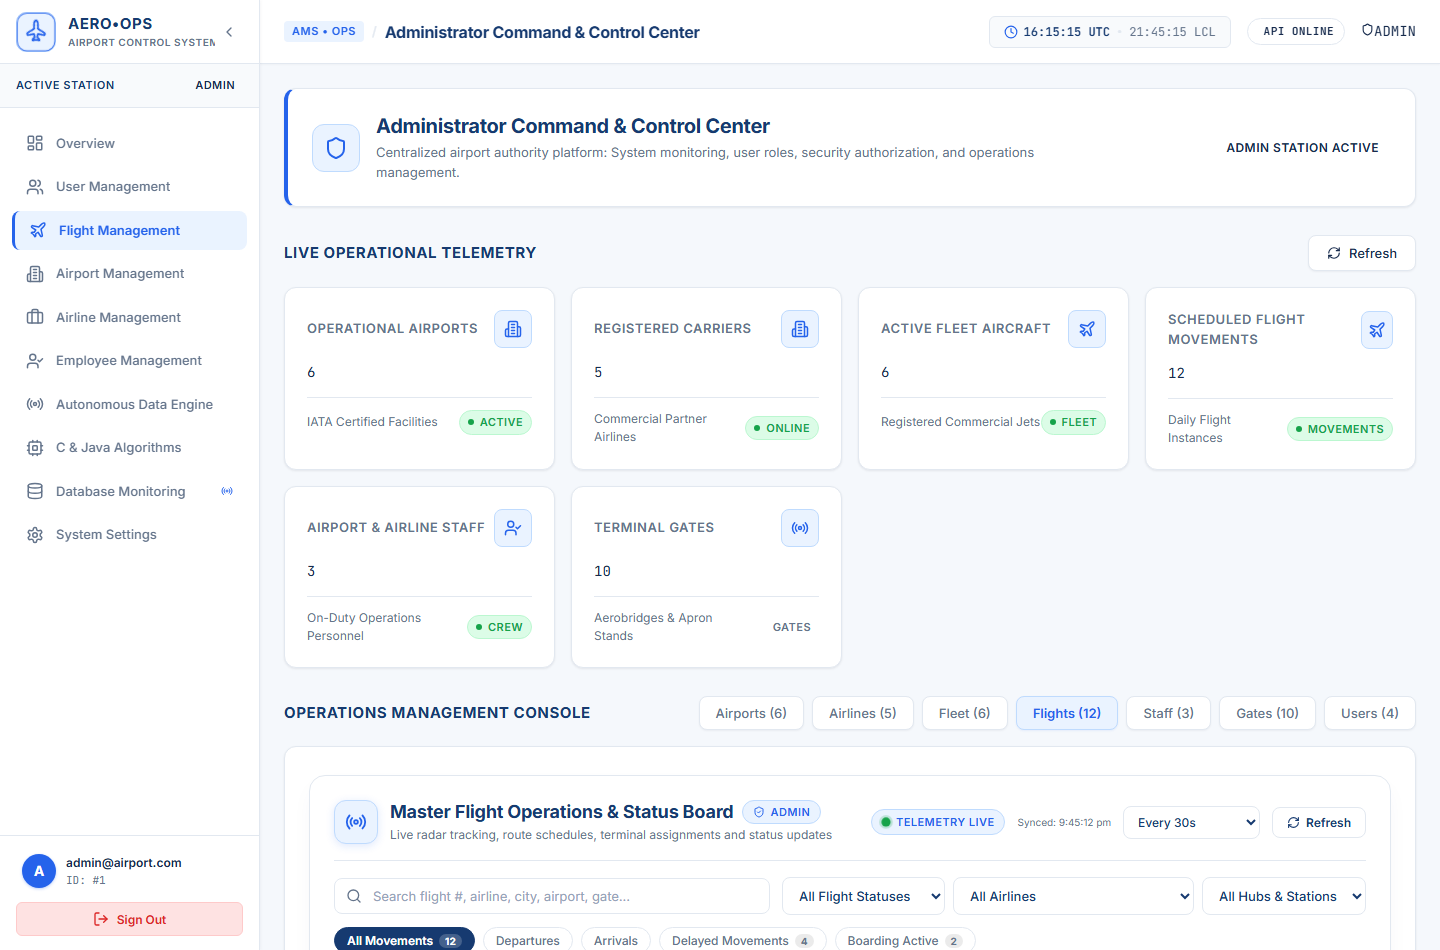 AERO•OPS
AIRPORT CONTROL SYSTEM
AMS • OPS / Administrator Command & Control Center
16:15:15 UTC • 21:45:15 LCL
API ONLINE
ADMIN
ACTIVE STATION ADMIN
Overview
User Management
Flight Management
Airport Management
Airline Management
Employee Management
Autonomous Data Engine
C & Java Algorithms
Database Monitoring
System Settings
admin@airport.com
A
ID: #1
Sign Out
Administrator Command & Control Center
Centralized airport authority platform: System monitoring, user roles, security authorization, and operations
management.
ADMIN STATION ACTIVE
LIVE OPERATIONAL TELEMETRY
Refresh
OPERATIONAL AIRPORTS
6
IATA Certified Facilities
ACTIVE
REGISTERED CARRIERS
5
Commercial Partner
Airlines
ONLINE
ACTIVE FLEET AIRCRAFT
6
Registered Commercial Jets
FLEET
SCHEDULED FLIGHT
MOVEMENTS
12
Daily Flight
Instances
MOVEMENTS
AIRPORT & AIRLINE STAFF
3
On-Duty Operations
Personnel
CREW
TERMINAL GATES
10
Aerobridges & Apron
Stands
GATES
OPERATIONS MANAGEMENT CONSOLE
Airports (6)
Airlines (5)
Fleet (6)
Flights (12)
Staff (3)
Gates (10)
Users (4)
Master Flight Operations & Status Board
ADMIN
Live radar tracking, route schedules, terminal assignments and status updates
TELEMETRY LIVE
Synced: 9:45:12 pm
Every 30s
Refresh
Search flight #, airline, city, airport, gate...
All Flight Statuses
All Airlines
All Hubs & Stations
All Movements 12
Departures
Arrivals
Delayed Movements 4
Boarding Active 2